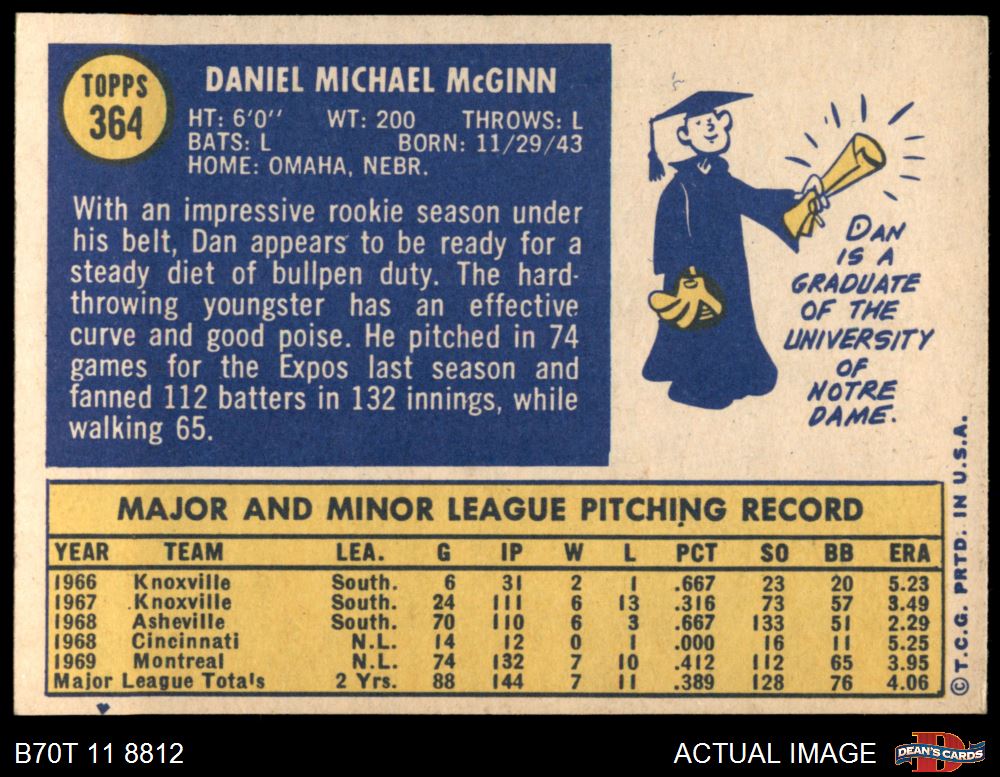 TOPPS
364
DANIEL MICHAEL McGINN
HT: 6'0'' WT: 200 THROWS: L
BATS: L BORN: 11/29/43
HOME: OMAHA, NEBR.
With an impressive rookie season under
his belt, Dan appears to be ready for a
steady diet of bullpen duty. The hard-
throwing youngster has an effective
curve and good poise. He pitched in 74
games for the Expos last season and
fanned 112 batters in 132 innings, while
walking 65.
DAN
IS A
GRADUATE
OF THE
UNIVERSITY
OF
NOTRE
DAME.
MAJOR AND MINOR LEAGUE PITCHING RECORD
YEAR TEAM LEA. G IP W L PCT SO BB ERA
1966 Knoxville South. 6 31 2 1 .667 23 20 5.23
1967 Knoxville South. 24 111 6 13 .316 73 57 3.49
1968 Asheville South. 70 110 6 3 .667 133 51 2.29
1968 Cincinnati N.L. 14 12 0 1 .000 16 11 5.25
1969 Montreal N.L. 74 132 7 10 .412 112 65 3.95
Major League Totals 2 Yrs. 88 144 7 11 .389 128 76 4.06
© T.C.G. PRTD. IN U.S.A.
B70T 11 8812
ACTUAL IMAGE
D
DEAN'S CARDS